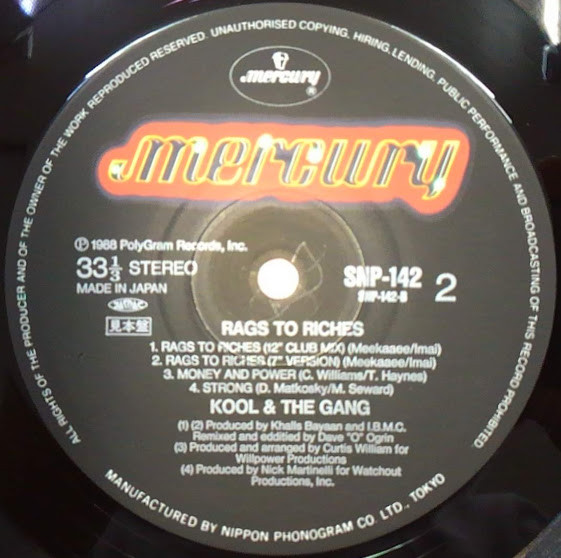 ALL RIGHTS OF THE PRODUCER AND OF THE OWNER OF THE WORK REPRODUCED RESERVED. UNAUTHORISED COPYING, HIRING, LENDING, PUBLIC PERFORMANCE AND BROADCASTING OF THIS RECORD PROHIBITED
mercury®
mercury
Ⓟ 1988 PolyGram Records, Inc.
33 1/3 STEREO
MADE IN JAPAN
SNP-142
SNP-142-B
2
見本盤
RAGS TO RICHES
1. RAGS TO RICHES (12" CLUB MIX) (Meekaaee/Imai)
2. RAGS TO RICHES (7" VERSION) (Meekaaee/Imai)
3. MONEY AND POWER (C. Williams/T. Haynes)
4. STRONG (D. Matkosky/M. Seward)
KOOL & THE GANG
(1) (2) Produced by Khalis Bayaan and I.B.M.C.
Remixed and edditied by Dave "O" Ogrin
(3) Produced and arranged by Curtis William for
Willpower Productions
(4) Produced by Nick Martinelli for Watchout
Productions, Inc.
MANUFACTURED BY NIPPON PHONOGRAM CO. LTD., TOKYO